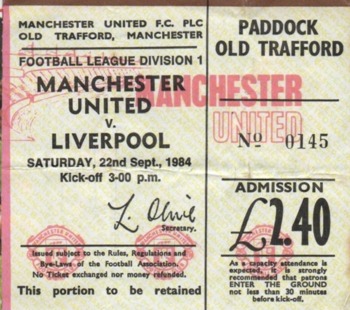 MANCHESTER UNITED F.C. PLC
OLD TRAFFORD, MANCHESTER
FOOTBALL LEAGUE DIVISION 1
MANCHESTER
UNITED
V.
LIVERPOOL
SATURDAY, 22nd Sept., 1984
Kick-off 3-00 p.m.
L. Olive
Secretary.
Issued subject to the Rules, Regulations and
Bye-Laws of the Football Association.
No Ticket exchanged nor money refunded.
This portion to be retained
PADDOCK
OLD TRAFFORD
MANCHESTER
UNITED
No 0145
ADMISSION
£2.40
As a capacity attendance is
expected, it is strongly
recommended that patrons
ENTER THE GROUND
not less than 30 minutes
before kick-off.